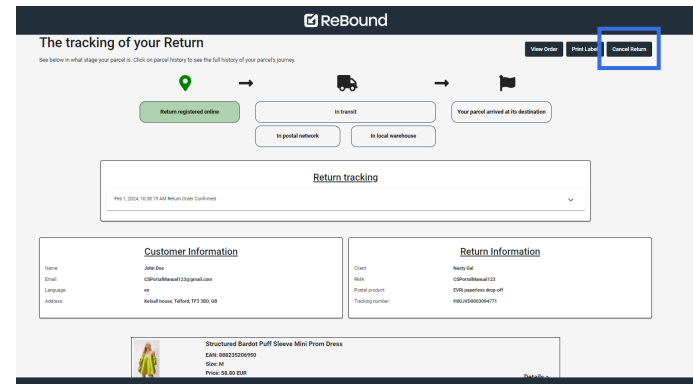 ReBound
The tracking of your Return
View Order Print Label Cancel Return
See below in what stage your parcel is. Click on parcel history to see the full history of your parcel's journey.
Return registered online
In transit
Your parcel arrived at its destination
In postal network
In local warehouse
Return tracking
Feb 1, 2024, 10:38:19 AM Return Order Confirmed
Customer Information
Name: John Doe
Email: CSPortalManual123@gmail.com
Language: en
Address: Kelsall house, Telford, TF3 3BD, GB
Return Information
Client: Nasty Gal
RMA: CSPortalManual123
Postal product: EVRi paperless drop-off
Tracking number: H00JVD0003094771
Structured Bardot Puff Sleeve Mini Prom Dress
EAN: 888235206950
Size: M
Price: 58.80 EUR
Details >